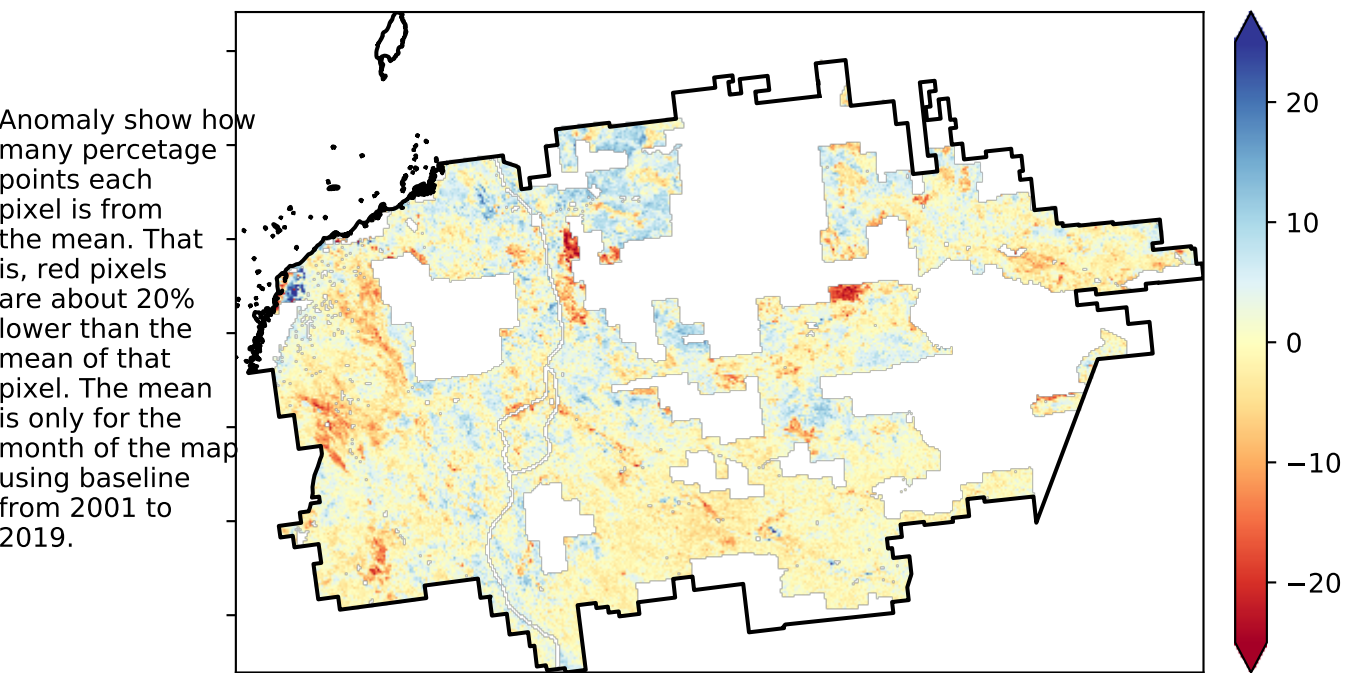 Anomaly show how
many percetage
points each
pixel is from
the mean. That
is, red pixels
are about 20%
lower than the
mean of that
pixel. The mean
is only for the
month of the map
using baseline
from 2001 to
2019.
20
10
0
−10
−20